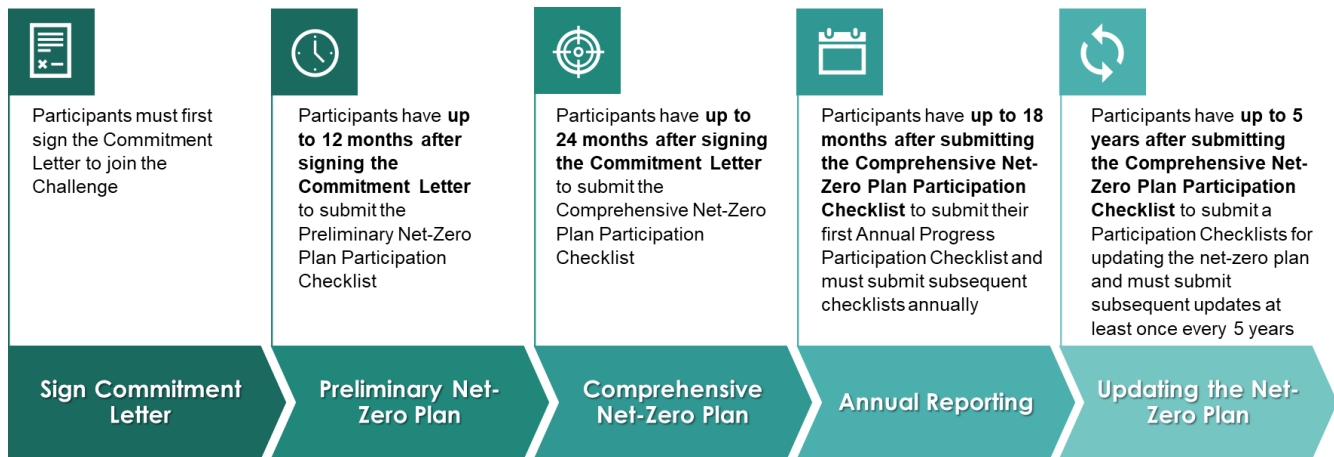 Participants must first
sign the Commitment
Letter to join the
Challenge
Participants have up
to 12 months after
signing the
Commitment Letter
to submit the
Preliminary Net-Zero
Plan Participation
Checklist
Participants have up to
24 months after signing
the Commitment Letter
to submit the
Comprehensive Net-Zero
Plan Participation
Checklist
Participants have up to 18
months after submitting
the Comprehensive Net-
Zero Plan Participation
Checklist to submit their
first Annual Progress
Participation Checklist and
must submit subsequent
checklists annually
Participants have up to 5
years after submitting
the Comprehensive Net-
Zero Plan Participation
Checklist to submit a
Participation Checklists for
updating the net-zero plan
and must submit
subsequent updates at
least once every 5 years
Sign Commitment
Letter
Preliminary Net-
Zero Plan
Comprehensive
Net-Zero Plan
Annual Reporting
Updating the Net-
Zero Plan